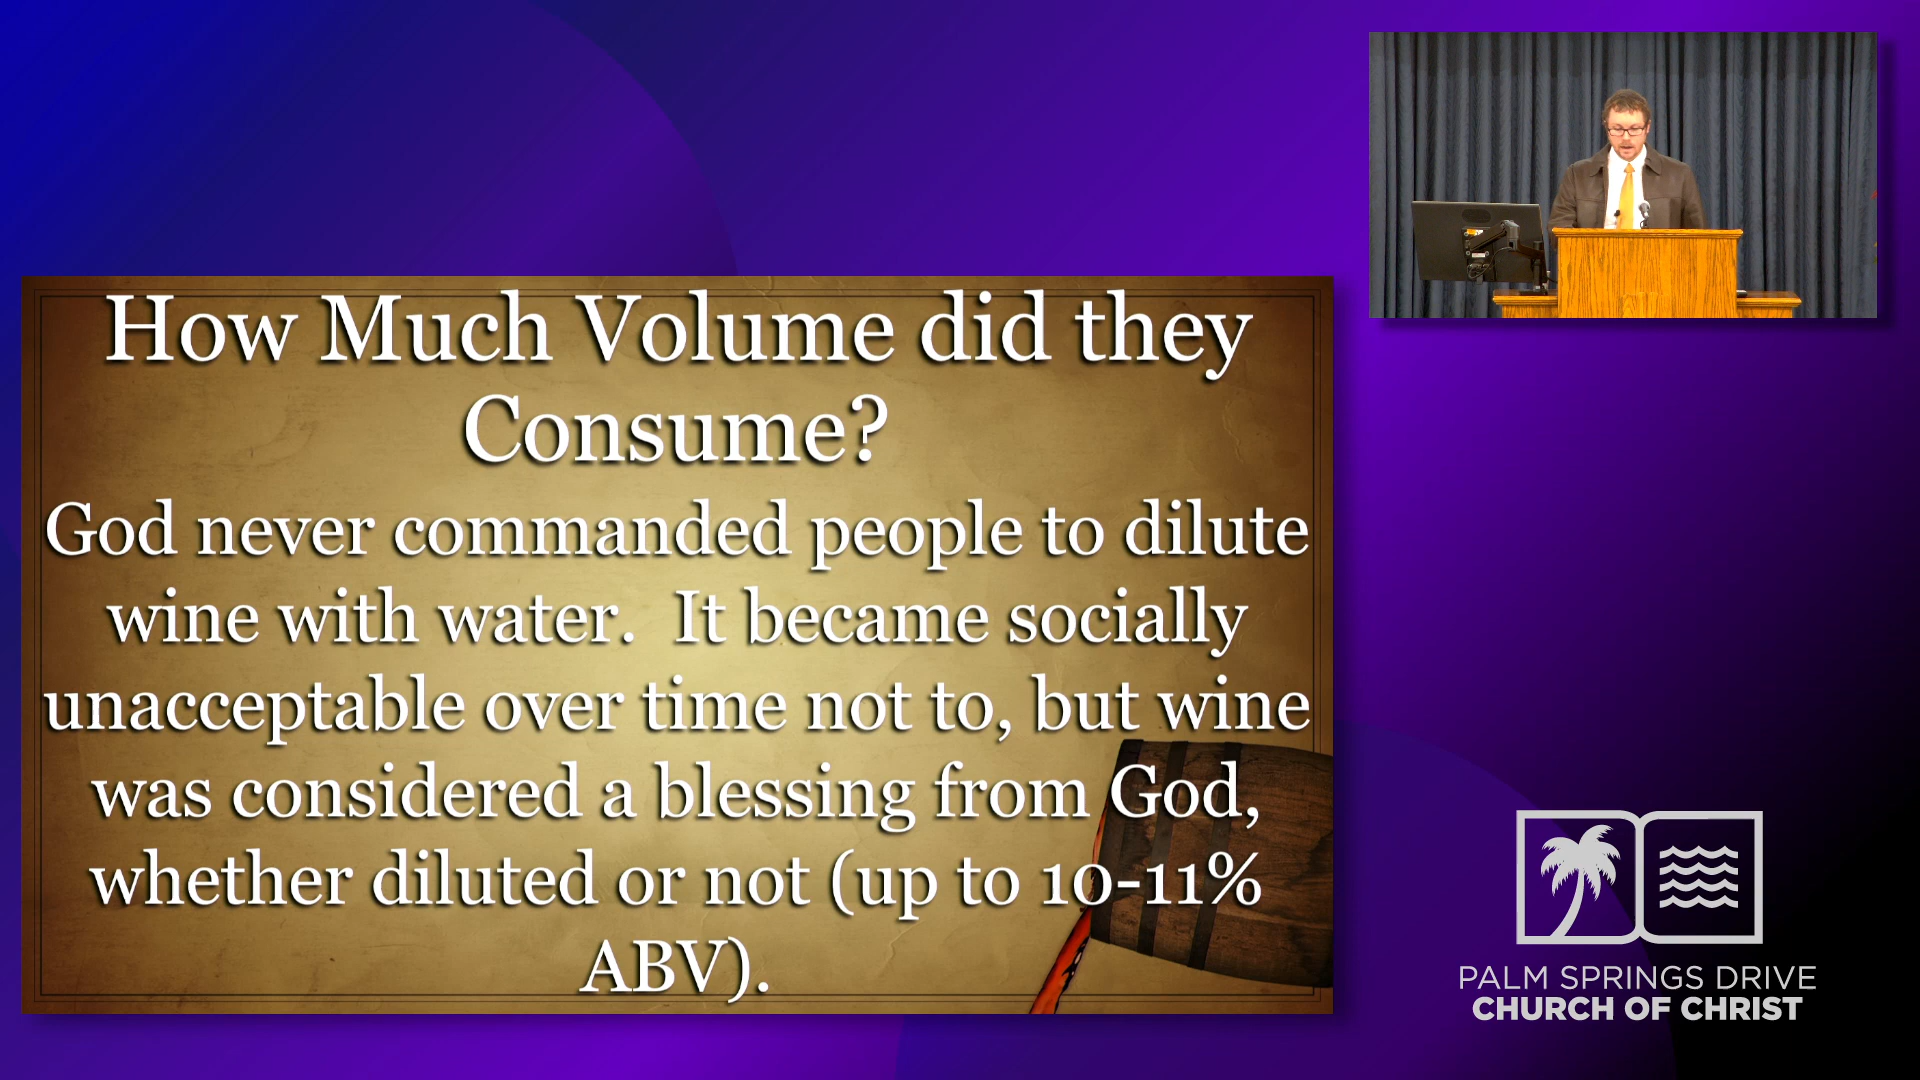 How Much Volume did they
Consume?
God never commanded people to dilute
wine with water.  It became socially
unacceptable over time not to, but wine
was considered a blessing from God,
whether diluted or not (up to 10-11%
ABV).
PALM SPRINGS DRIVE
CHURCH OF CHRIST